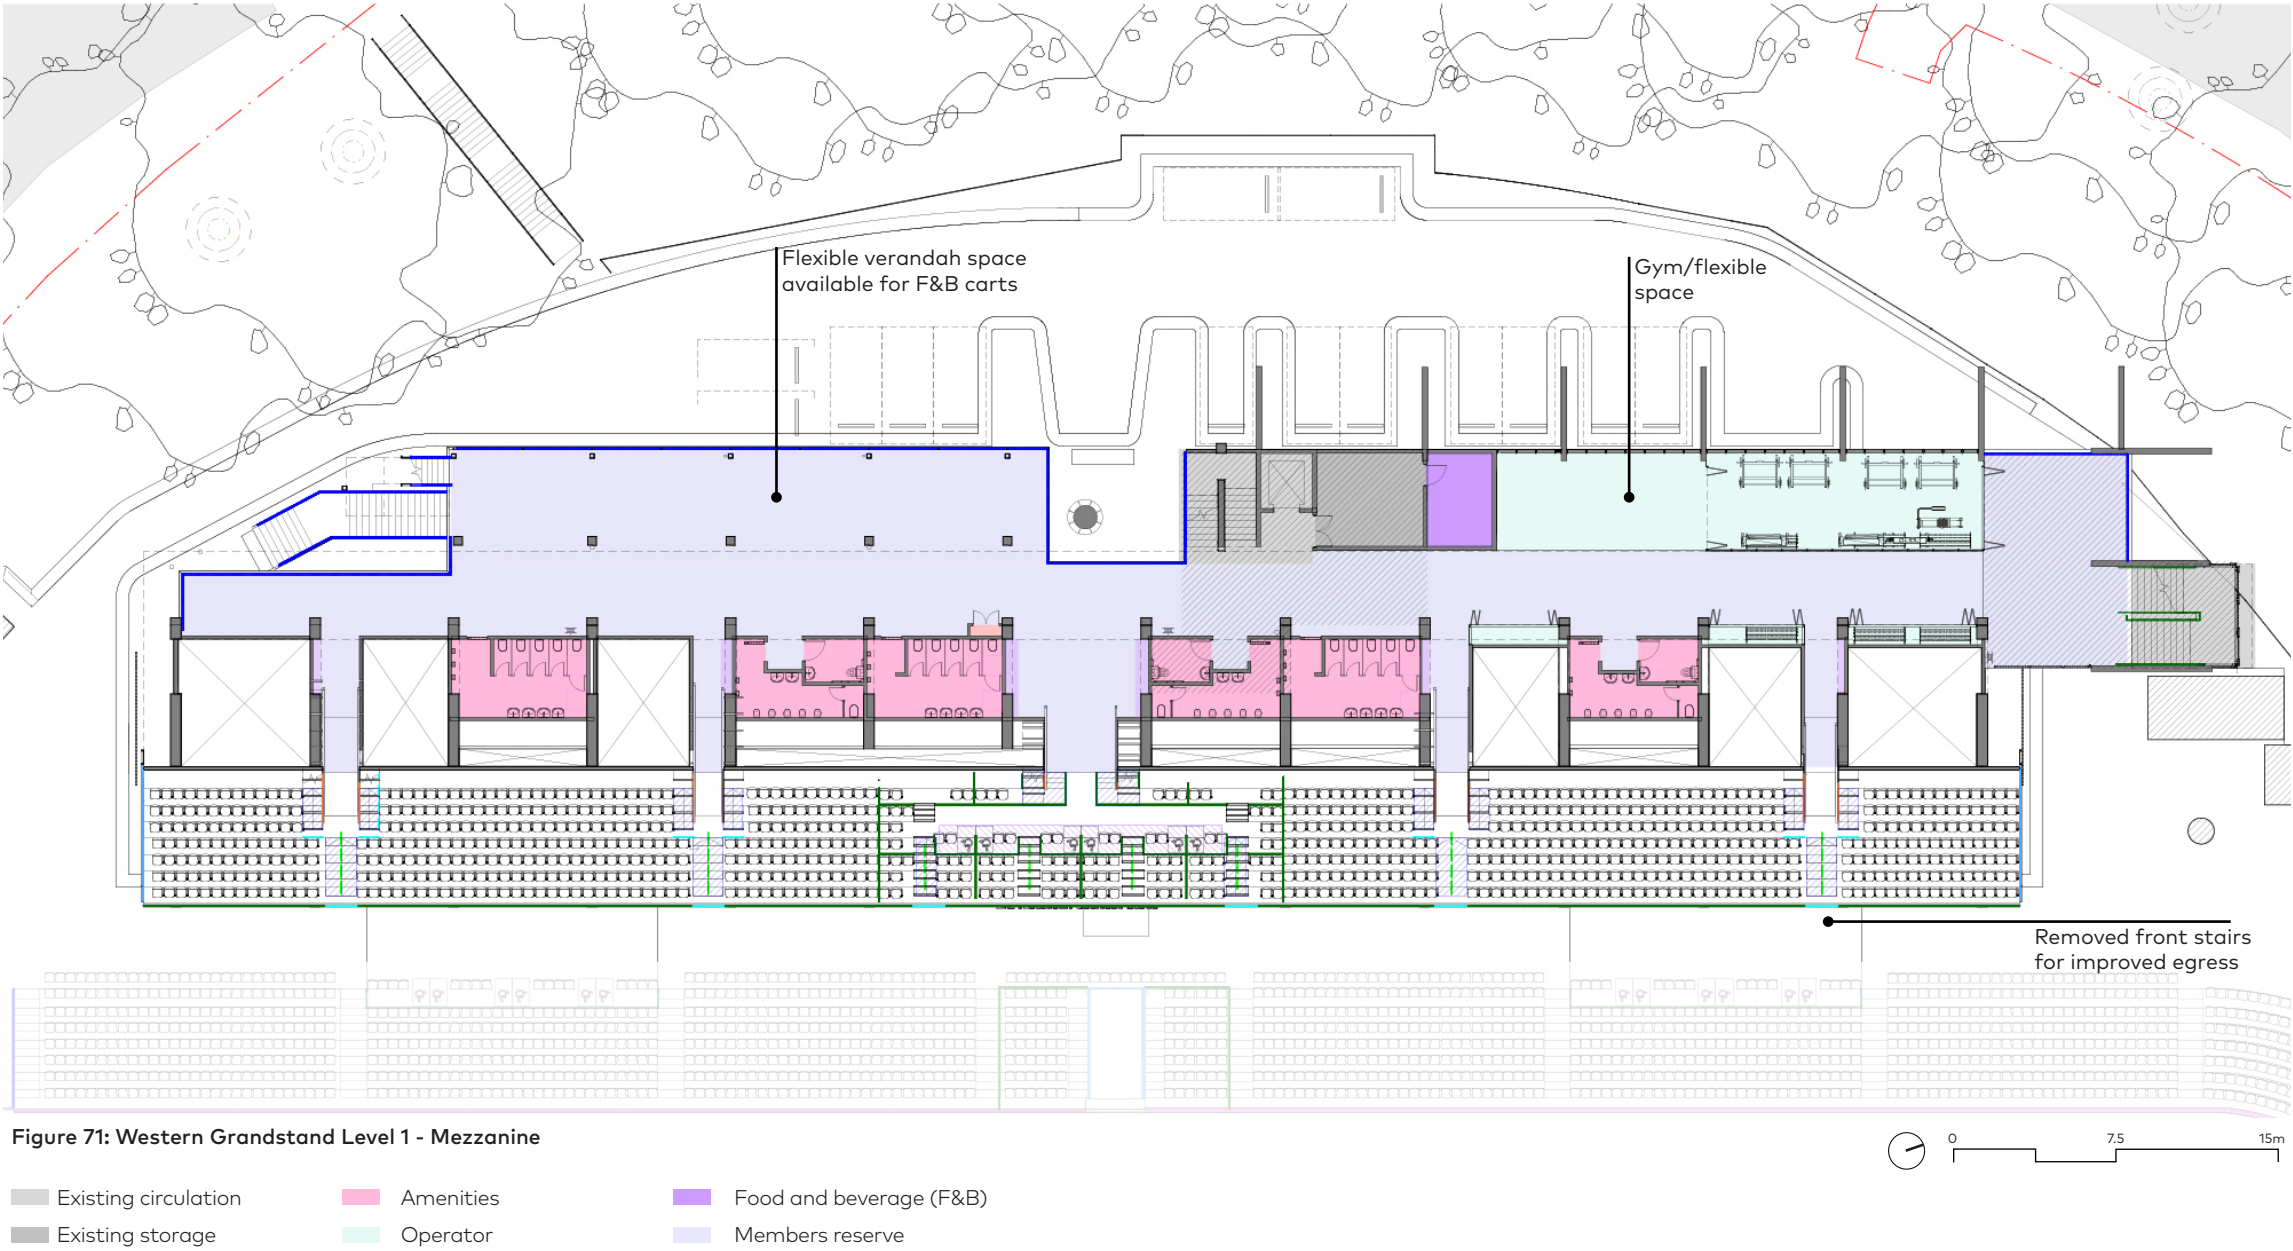 Flexible verandah space
available for F&B carts
Gym/flexible
space
Removed front stairs
for improved egress
Figure 71: Western Grandstand Level 1 - Mezzanine
0 7.5 15m
Existing circulation
Amenities
Food and beverage (F&B)
Existing storage
Operator
Members reserve